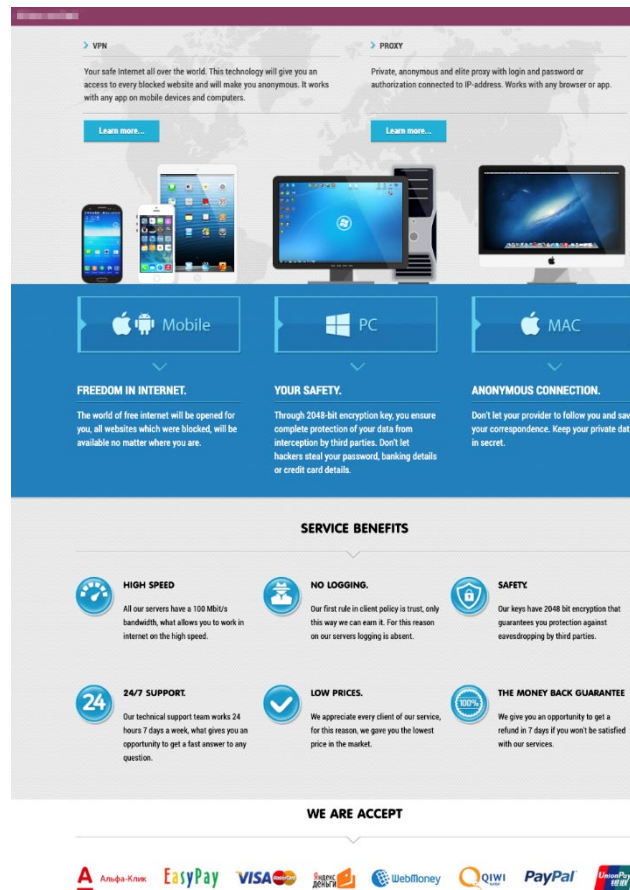 VPN
Your safe Internet all over the world. This technology will give you an
access to every blocked website and will make you anonymous. It works
with any app on mobile devices and computers.
Learn more...
PROXY
Private, anonymous and elite proxy with login and password or
authorization connected to IP-address. Works with any browser or app.
Learn more...
Mobile
PC
MAC
FREEDOM IN INTERNET.
The world of free internet will be opened for
you, all websites which were blocked, will be
available no matter where you are.
YOUR SAFETY.
Through 2048-bit encryption key, you ensure
complete protection of your data from
interception by third parties. Don't let
hackers steal your password, banking details
or credit card details.
ANONYMOUS CONNECTION.
Don't let your provider to follow you and sav
your correspondence. Keep your private dat
in secret.
SERVICE BENEFITS
HIGH SPEED
All our servers have a 100 Mbit/s
bandwidth, what allows you to work in
internet on the high speed.
NO LOGGING.
Our first rule in client policy is trust, only
this way we can earn it. For this reason
on our servers logging is absent.
SAFETY.
Our keys have 2048 bit encryption that
guarantees you protection against
eavesdropping by third parties.
24
24/7 SUPPORT.
Our technical support team works 24
hours 7 days a week, what gives you an
opportunity to get a fast answer to any
question.
LOW PRICES.
We appreciate every client of our service,
for this reason, we gave you the lowest
price in the market.
100%
THE MONEY BACK GUARANTEE
We give you an opportunity to get a
refund in 7 days if you won't be satisfied
with our services.
WE ARE ACCEPT
А Альфа-Клик EasyPay VISA MasterCard Яндекс деньги WebMoney QIWI PayPal UnionPay 银联